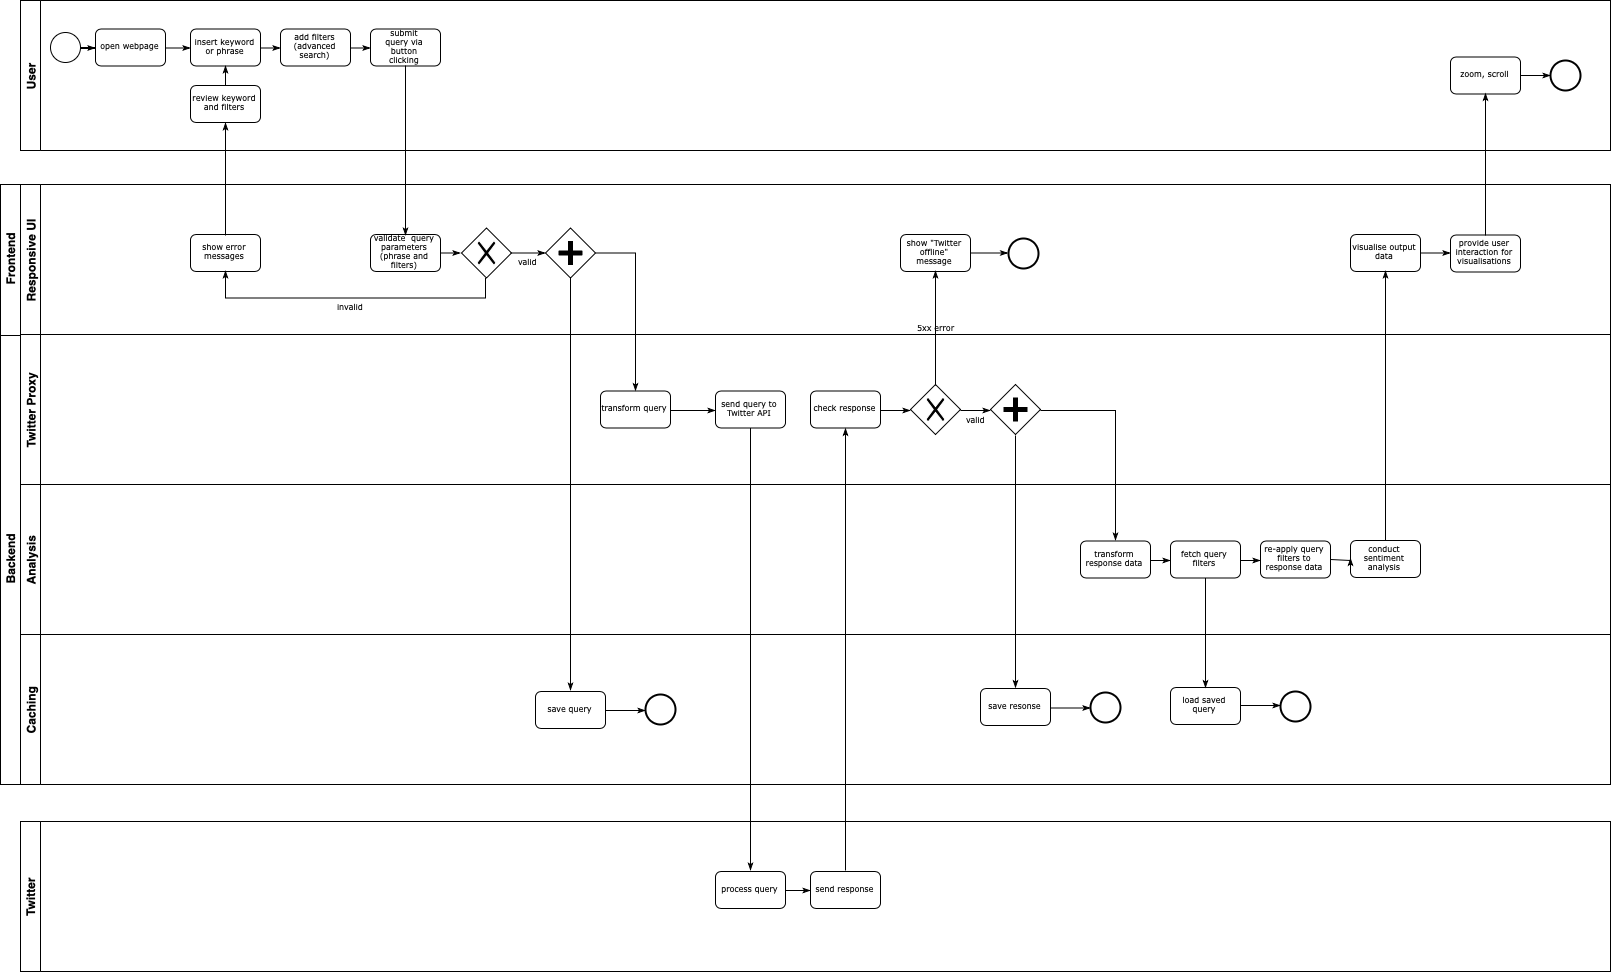 User
open webpage
insert keyword
or phrase
add filters
(advanced
search)
submit
query via
button
clicking
review keyword
and filters
zoom, scroll
Frontend
Responsive UI
show error
messages
validate query
parameters
(phrase and
filters)
valid
invalid
show "Twitter
offline"
message
5xx error
visualise output
data
provide user
interaction for
visualisations
Backend
Twitter Proxy
transform query
send query to
Twitter API
check response
valid
Analysis
transform
response data
fetch query
filters
re-apply query
filters to
response data
conduct
sentiment
analysis
Caching
save query
save resonse
load saved
query
Twitter
process query
send response